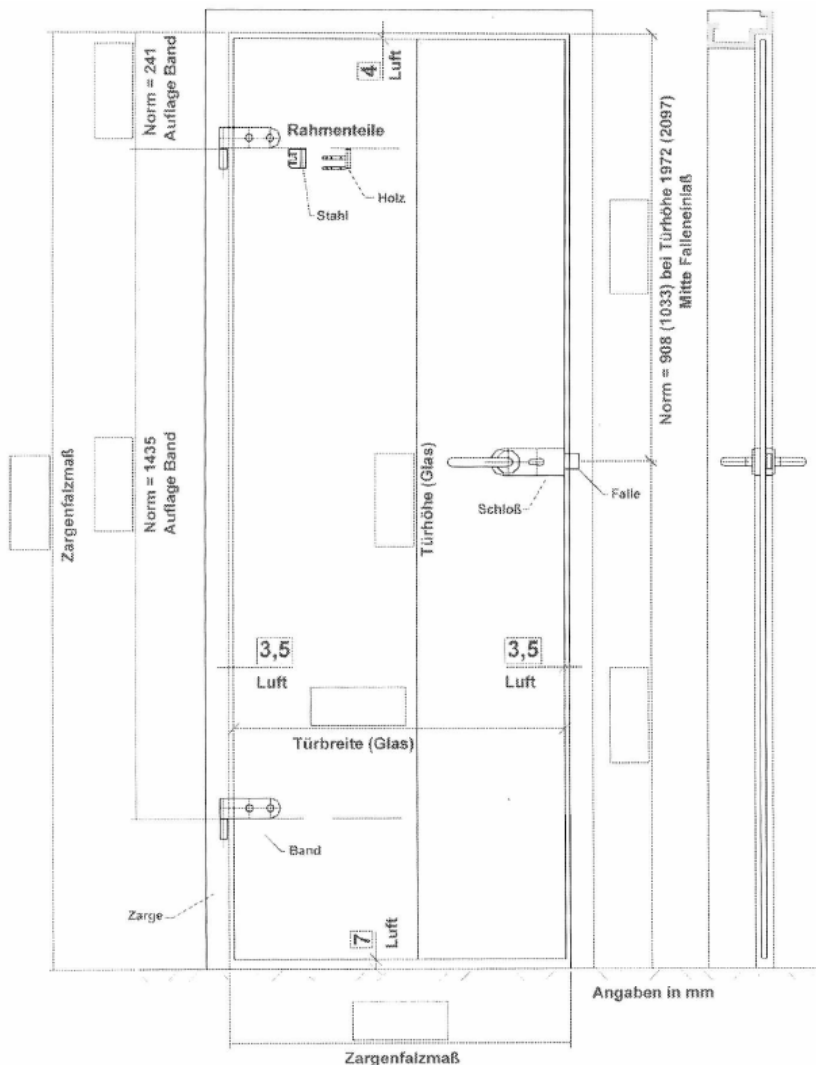 Norm = 241
Auflage Band
4
Luft
Rahmenteile
Holz
Stahl
Norm = 908 (1033) bei Türhöhe 1972 (2097)
Mitte Falleneinlaß
Zargenfalzmaß
Norm = 1435
Auflage Band
Türhöhe (Glas)
Schloß
Falle
3,5
Luft
3,5
Luft
Türbreite (Glas)
Band
Zarge
7
Luft
Angaben in mm
Zargenfalzmaß